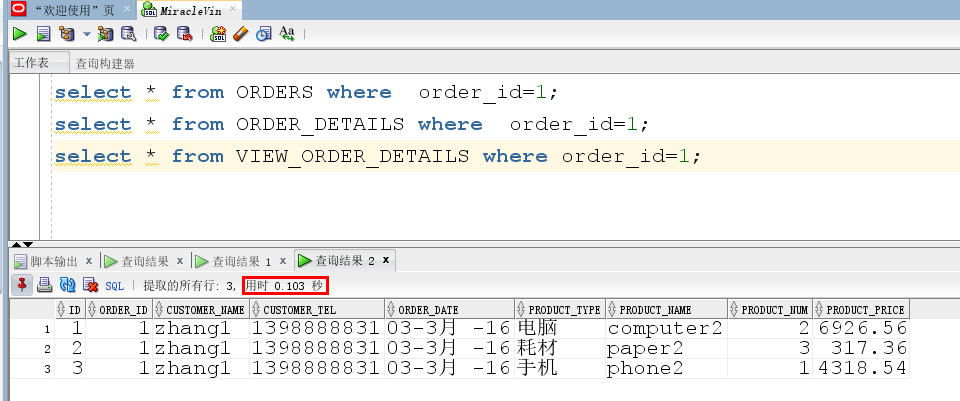 “欢迎使用”页 x MiracleVin x
工作表 查询构建器
select * from ORDERS where order_id=1;
select * from ORDER_DETAILS where order_id=1;
select * from VIEW_ORDER_DETAILS where order_id=1;
脚本输出 x 查询结果 x 查询结果 1 x 查询结果 2 x
SQL | 提取的所有行: 3, 用时 0.103 秒
ID ORDER_ID CUSTOMER_NAME CUSTOMER_TEL ORDER_DATE PRODUCT_TYPE PRODUCT_NAME PRODUCT_NUM PRODUCT_PRICE
1 1 1 zhang1 1398888831 03-3月 -16 电脑 computer2 2 6926.56
2 2 1 zhang1 1398888831 03-3月 -16 耗材 paper2 3 317.36
3 3 1 zhang1 1398888831 03-3月 -16 手机 phone2 1 4318.54